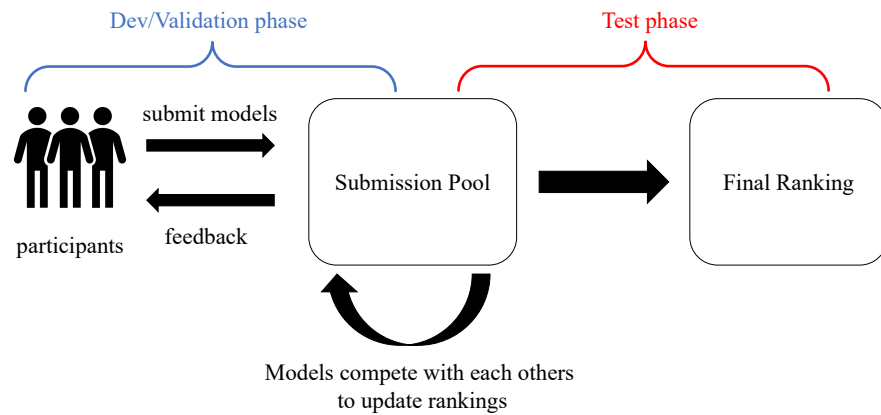 Dev/Validation phase
Test phase
submit models
Submission Pool
Final Ranking
feedback
participants
Models compete with each others
to update rankings